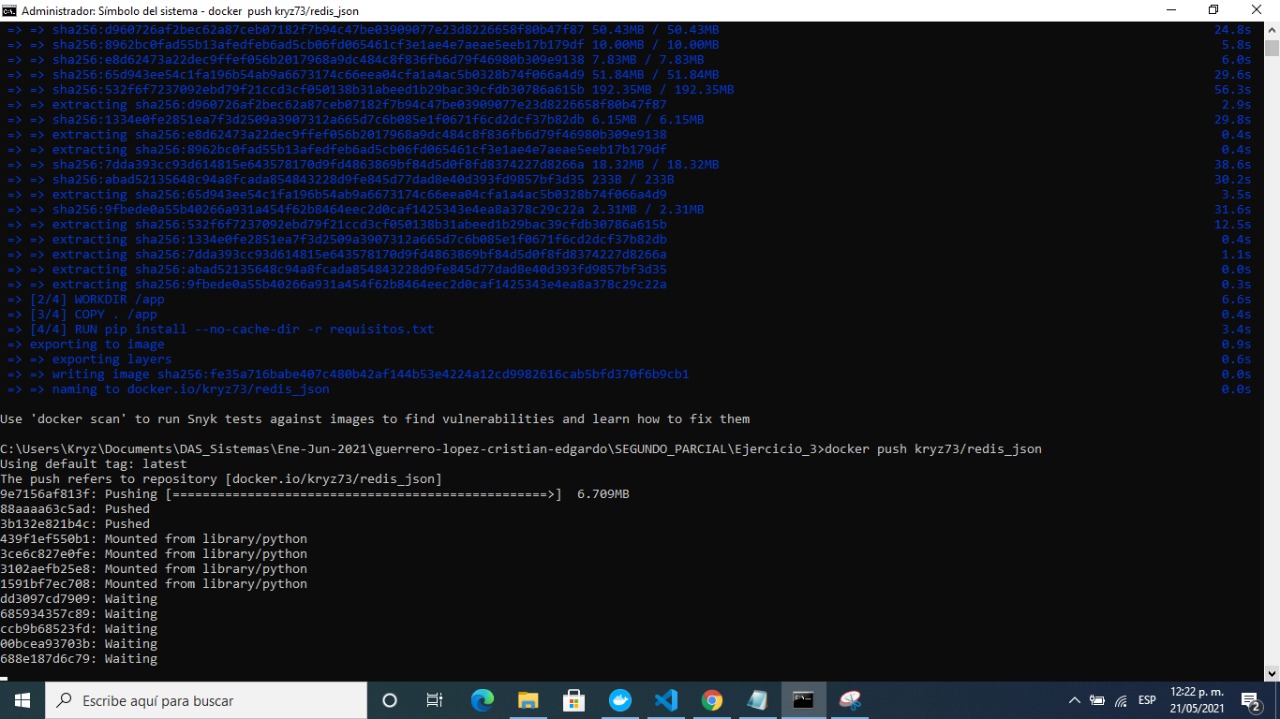 Administrador: Símbolo del sistema - docker  push kryz73/redis_json
=> => sha256:d960726af2bec62a87ceb07182f7b94c47be03909077e23d8226658f80b47f87 50.43MB / 50.43MB 24.8s
=> => sha256:8962bc0fad55b13afedfeb6ad5cb06fd065461cf3e1ae4e7aeae5eeb17b179df 10.00MB / 10.00MB 5.8s
=> => sha256:e8d62473a22dec9ffef056b2017968a9dc484c8f836fb6d79f46980b309e9138 7.83MB / 7.83MB 6.0s
=> => sha256:65d943ee54c1fa196b54ab9a6673174c66eea04cfa1a4ac5b0328b74f066a4d9 51.84MB / 51.84MB 29.6s
=> => sha256:532f6f7237092ebd79f21ccd3cf050138b31abeed1b29bac39cfdb30786a615b 192.35MB / 192.35MB 56.3s
=> => extracting sha256:d960726af2bec62a87ceb07182f7b94c47be03909077e23d8226658f80b47f87 2.9s
=> => sha256:1334e0fe2851ea7f3d2509a3907312a665d7c6b085e1f0671f6cd2dcf37b82db 6.15MB / 6.15MB 29.8s
=> => extracting sha256:e8d62473a22dec9ffef056b2017968a9dc484c8f836fb6d79f46980b309e9138 0.4s
=> => extracting sha256:8962bc0fad55b13afedfeb6ad5cb06fd065461cf3e1ae4e7aeae5eeb17b179df 0.4s
=> => sha256:7dda393cc93d614815e643578170d9fd4863869bf84d5d0f8fd8374227d8266a 18.32MB / 18.32MB 38.6s
=> => sha256:abad52135648c94a8fcada854843228d9fe845d77dad8e40d393fd9857bf3d35 233B / 233B 30.2s
=> => extracting sha256:65d943ee54c1fa196b54ab9a6673174c66eea04cfa1a4ac5b0328b74f066a4d9 3.5s
=> => sha256:9fbede0a55b40266a931a454f62b8464eec2d0caf1425343e4ea8a378c29c22a 2.31MB / 2.31MB 31.6s
=> => extracting sha256:532f6f7237092ebd79f21ccd3cf050138b31abeed1b29bac39cfdb30786a615b 12.5s
=> => extracting sha256:1334e0fe2851ea7f3d2509a3907312a665d7c6b085e1f0671f6cd2dcf37b82db 0.4s
=> => extracting sha256:7dda393cc93d614815e643578170d9fd4863869bf84d5d0f8fd8374227d8266a 1.1s
=> => extracting sha256:abad52135648c94a8fcada854843228d9fe845d77dad8e40d393fd9857bf3d35 0.0s
=> => extracting sha256:9fbede0a55b40266a931a454f62b8464eec2d0caf1425343e4ea8a378c29c22a 0.3s
=> [2/4] WORKDIR /app 6.6s
=> [3/4] COPY . /app 0.4s
=> [4/4] RUN pip install --no-cache-dir -r requisitos.txt 3.4s
=> exporting to image 0.9s
=> => exporting layers 0.6s
=> => writing image sha256:fe35a716babe407c480b42af144b53e4224a12cd9982616cab5bfd370f6b9cb1 0.0s
=> => naming to docker.io/kryz73/redis_json 0.0s
Use 'docker scan' to run Snyk tests against images to find vulnerabilities and learn how to fix them
C:\Users\Kryz\Documents\DAS_Sistemas\Ene-Jun-2021\guerrero-lopez-cristian-edgardo\SEGUNDO_PARCIAL\Ejercicio_3>docker push kryz73/redis_json
Using default tag: latest
The push refers to repository [docker.io/kryz73/redis_json]
9e7156af813f: Pushing [==================================================>]  6.709MB
88aaaa63c5ad: Pushed
3b132e821b4c: Pushed
439f1ef550b1: Mounted from library/python
3ce6c827e0fe: Mounted from library/python
3102aefb25e8: Mounted from library/python
1591bf7ec708: Mounted from library/python
dd3097cd7909: Waiting
685934357c89: Waiting
ccb9b68523fd: Waiting
00bcea93703b: Waiting
688e187d6c79: Waiting
Escribe aquí para buscar
ESP
12:22 p. m.
21/05/2021
2